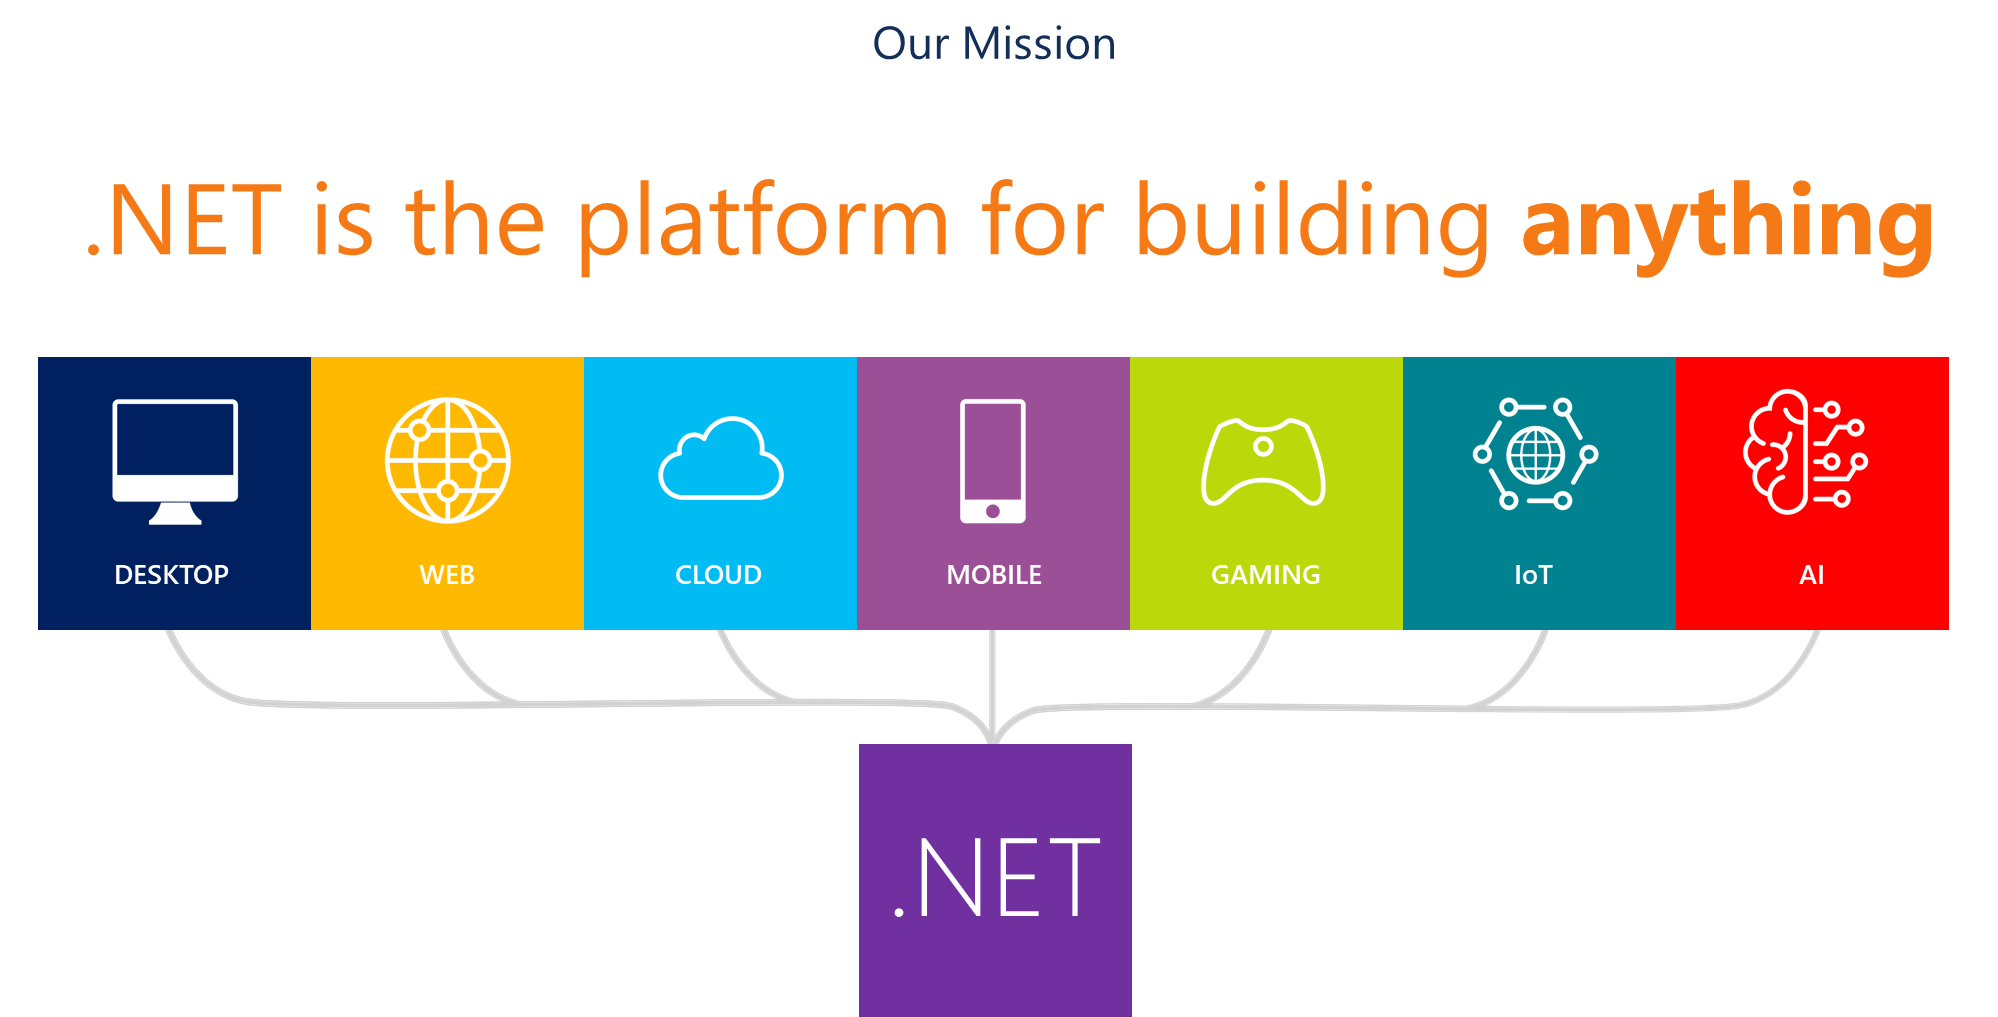 Our Mission
.NET is the platform for building anything
DESKTOP
WEB
CLOUD
MOBILE
GAMING
IoT
AI
.NET